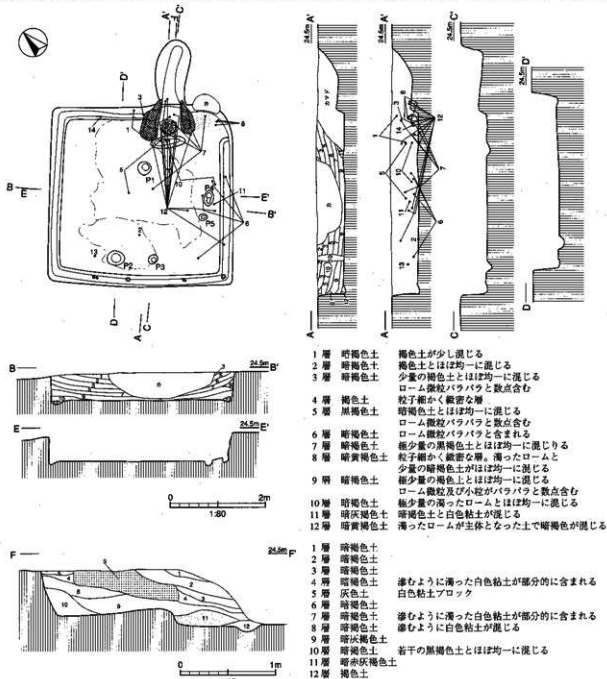 A'
C'
D'
3
14
1
8
7
5
P1
10
11
B
E
E'
12
P5
B'
6
13
P2
P3
D
A
C
A 24.5m A'
カマド
24.5m A'
C 24.5m C'
D 24.5m D'
B 24.5m B'
E 24.5m E'
0 2m
1:80
F 24.5m F'
0 1m
1層 暗褐色土 褐色土が少し混じる
2層 暗褐色土 褐色土とほぼ均一に混じる
3層 暗褐色土 少量の褐色土とほぼ均一に混じる
ローム微粒バラバラと数点含む
4層 褐色土 粒子細かく緻密な層
5層 黒褐色土 暗褐色土とほぼ均一に混じる
ローム微粒バラバラと数点含む
6層 暗褐色土 ローム微粒バラバラと含まれる
7層 暗褐色土 極少量の黒褐色土とほぼ均一に混じりる
8層 暗黄褐色土 粒子細かく緻密な層。濁ったロームと
少量の暗褐色土がほぼ均一に混じる
9層 暗褐色土 極少量の褐色土とほぼ均一に混じる
ローム微粒及び小粒がバラバラと数点含む
10層 暗褐色土 極少量の濁ったロームとほぼ均一に混じる
11層 暗灰褐色土 暗褐色土と白色粘土が混じる
12層 暗黄褐色土 濁ったロームが主体となった土で暗褐色が混じる
1層 暗褐色土
2層 暗褐色土
3層 暗褐色土
4層 暗褐色土 滲むように濁った白色粘土が部分的に含まれる
5層 灰色土 白色粘土ブロック
6層 暗褐色土
7層 暗褐色土 滲むように濁った白色粘土が部分的に含まれる
8層 暗褐色土 滲むように白色粘土が混じる
9層 暗灰褐色土
10層 暗褐色土 若干の黒褐色土とほぼ均一に混じる
11層 暗赤灰褐色土
12層 褐色土